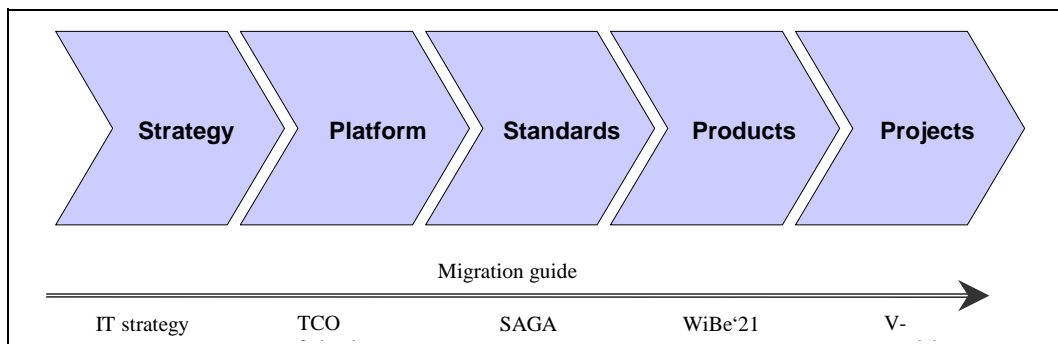 Strategy Platform Standards Products Projects
Migration guide
IT strategy TCO SAGA WiBe‘21 V-